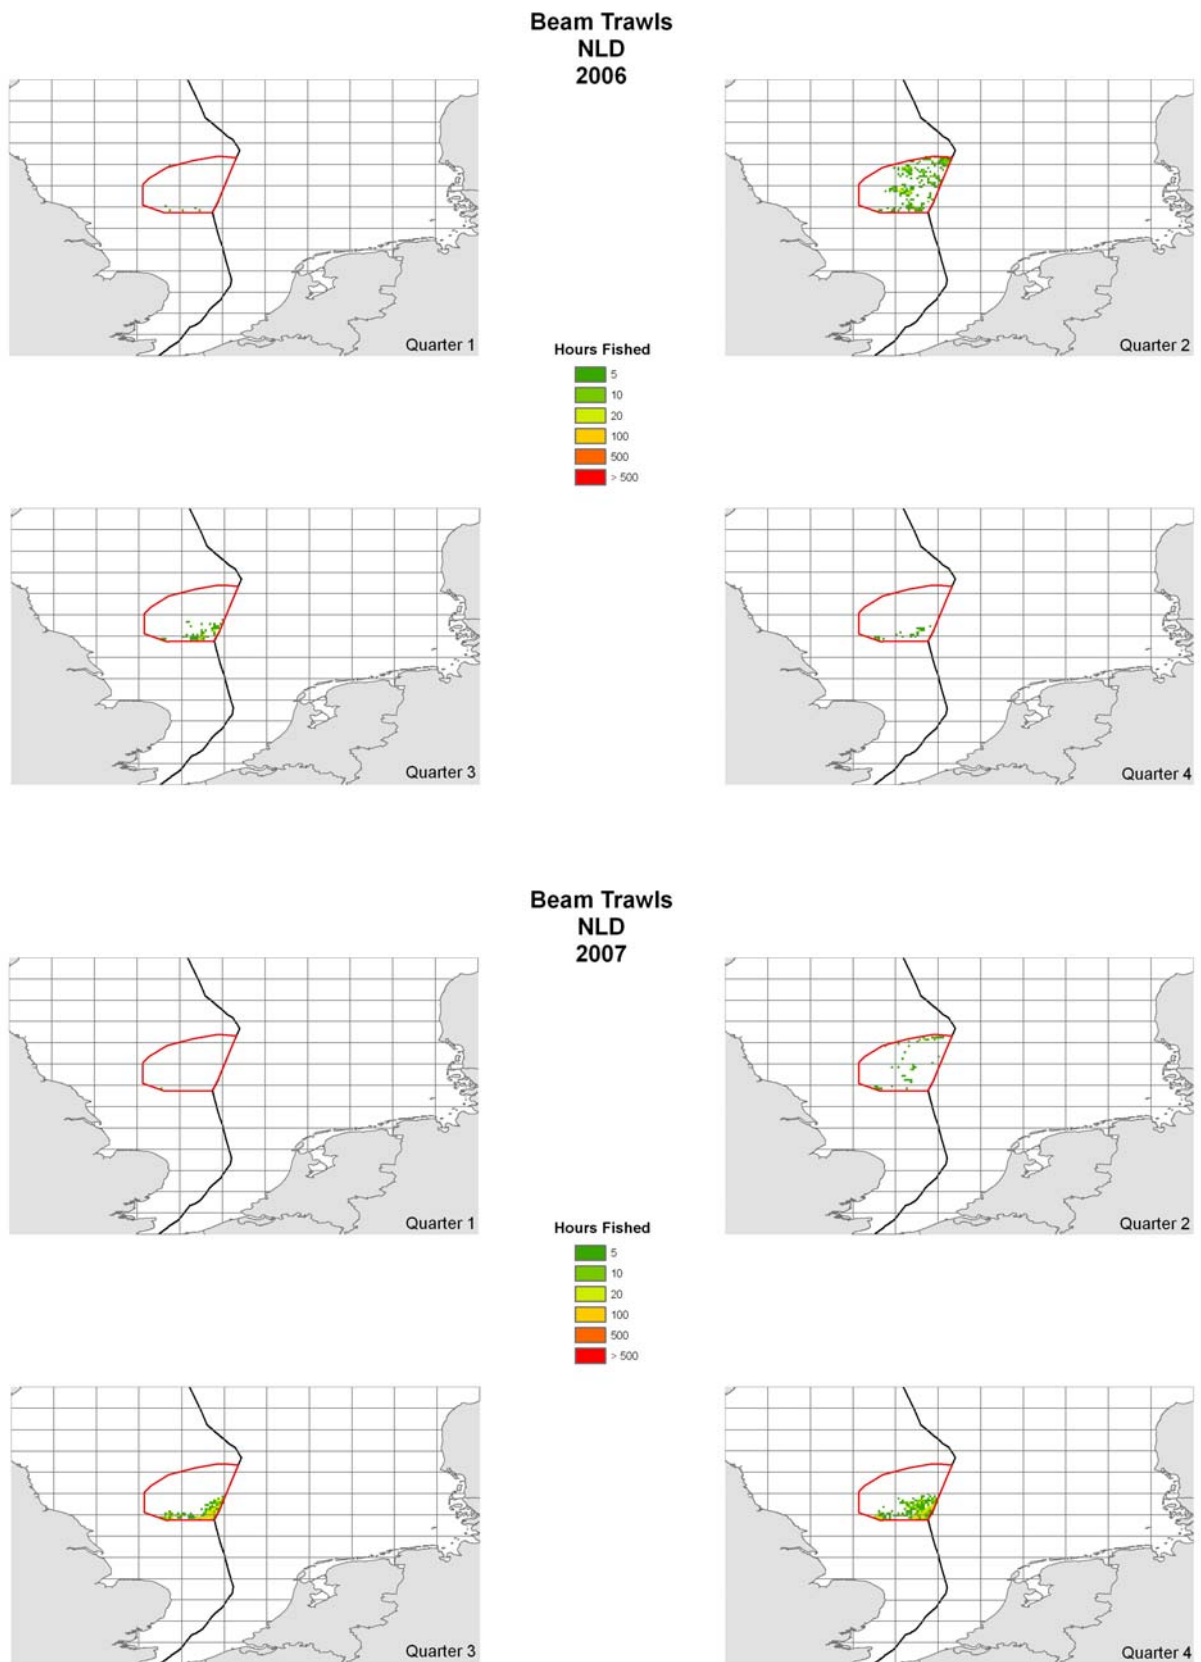 Beam Trawls
NLD
2006
Quarter 1
Quarter 2
Hours Fished
5
10
20
100
500
> 500
Quarter 3
Quarter 4
Beam Trawls
NLD
2007
Quarter 1
Quarter 2
Hours Fished
5
10
20
100
500
> 500
Quarter 3
Quarter 4